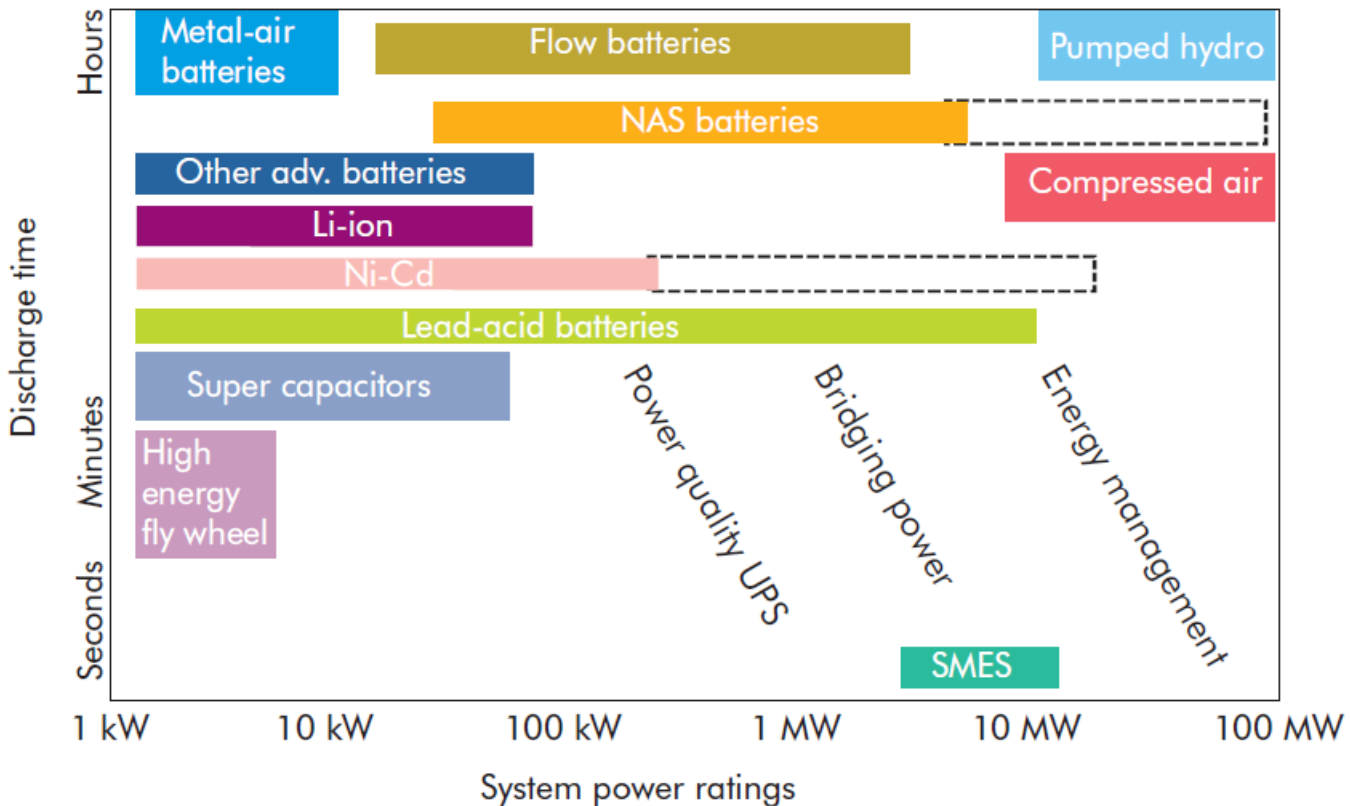 Hours
Metal-air
batteries
Flow batteries
Pumped hydro
NAS batteries
Other adv. batteries
Compressed air
Li-ion
Ni-Cd
Lead-acid batteries
Discharge time
Super capacitors
Power quality UPS
Bridging power
Energy management
Minutes
High
energy
fly wheel
Seconds
SMES
1 kW
10 kW
100 kW
1 MW
10 MW
100 MW
System power ratings